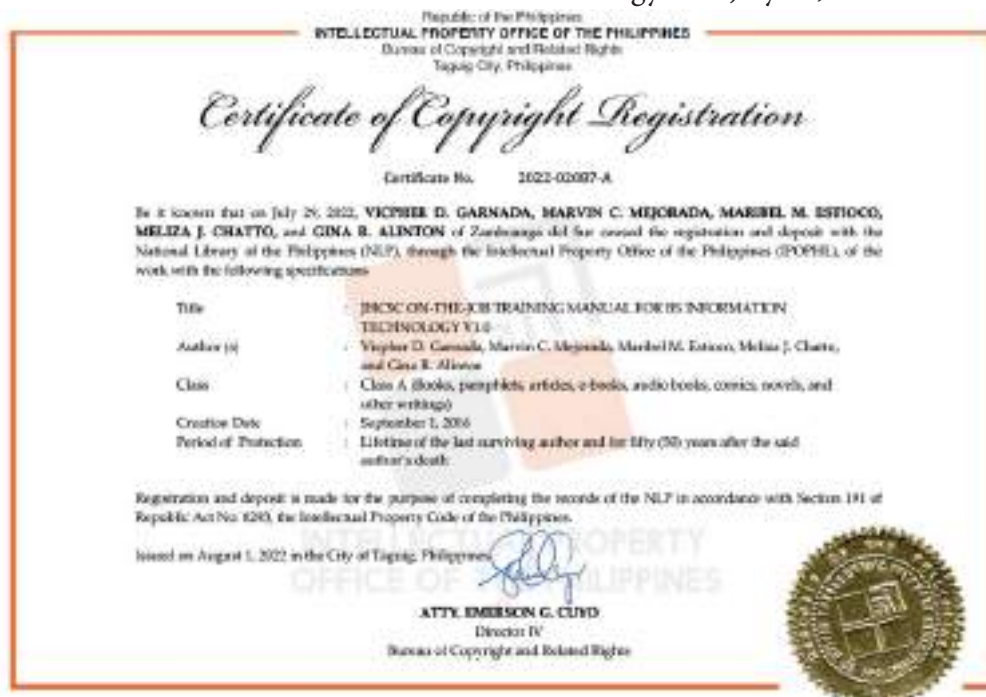 Republic of the Philippines
INTELLECTUAL PROPERTY OFFICE OF THE PHILIPPINES
Bureau of Copyright and Related Rights
Taguig City, Philippines
Certificate of Copyright Registration
Certificate No. 2022-02087-A
Be it known that on July 29, 2022, VICPHER D. GARNADA, MARVIN C. MEJORADA, MARIBEL M. ESTIOCO,
MELIZA J. CHATTO, and GINA B. ALINTON of Zamboanga del Sur caused the registration and deposit with the
National Library of the Philippines (NLP), through the Intellectual Property Office of the Philippines (IPOPHL), of the
work with the following specifications
Title : JHCSC ON-THE-JOB TRAINING MANUAL FOR BS INFORMATION
TECHNOLOGY V1.0
Author (s) : Vicpher D. Garnada, Marvin C. Mejorada, Maribel M. Estioco, Meliza J. Chatto,
and Gina B. Alinton
Class : Class A (Books, pamphlets, articles, e-books, audio books, comics, novels, and
other writings)
Creation Date : September 1, 2016
Period of Protection : Lifetime of the last surviving author and for fifty (50) years after the said
author's death
Registration and deposit is made for the purpose of completing the records of the NLP in accordance with Section 191 of
Republic Act No. 8293, the Intellectual Property Code of the Philippines.
Issued on August 1, 2022 in the City of Taguig, Philippines
INTELLECTUAL PROPERTY
OFFICE OF THE PHILIPPINES
ATTY. EMERSON G. CUYO
Director IV
Bureau of Copyright and Related Rights